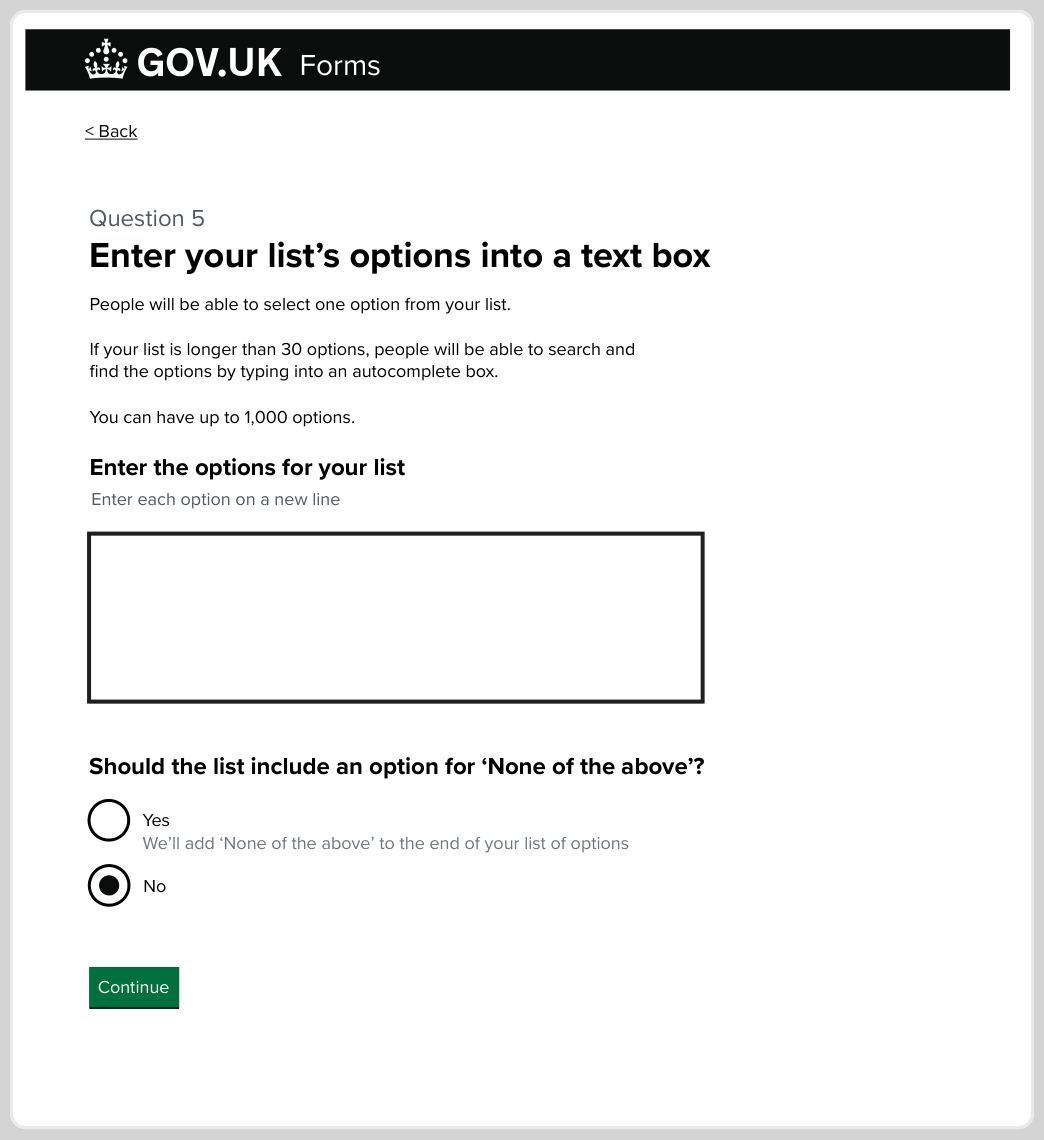 GOV.UK Forms
< Back
Question 5
Enter your list’s options into a text box
People will be able to select one option from your list.
If your list is longer than 30 options, people will be able to search and
find the options by typing into an autocomplete box.
You can have up to 1,000 options.
Enter the options for your list
Enter each option on a new line
Should the list include an option for ‘None of the above’?
Yes
We’ll add ‘None of the above’ to the end of your list of options
No
Continue